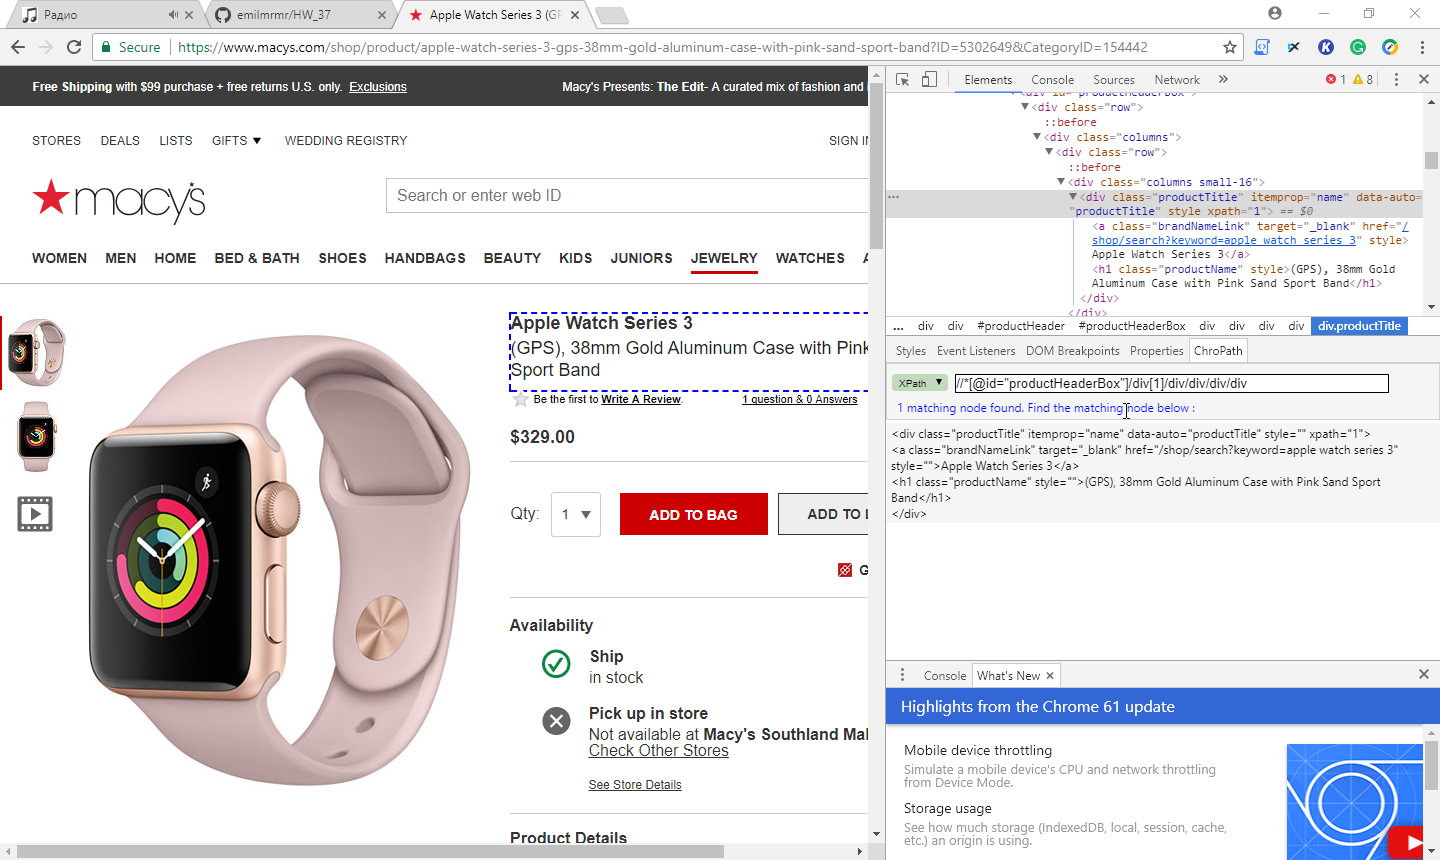 Радио
emilmrmr/HW_37
Apple Watch Series 3 (GP
Secure
https://www.macys.com/shop/product/apple-watch-series-3-gps-38mm-gold-aluminum-case-with-pink-sand-sport-band?ID=5302649&CategoryID=154442
Free Shipping with $99 purchase + free returns U.S. only. Exclusions
Macy's Presents: The Edit- A curated mix of fashion and
STORES DEALS LISTS GIFTS WEDDING REGISTRY
SIGN IN
macy's
Search or enter web ID
WOMEN MEN HOME BED & BATH SHOES HANDBAGS BEAUTY KIDS JUNIORS JEWELRY WATCHES
Apple Watch Series 3
(GPS), 38mm Gold Aluminum Case with Pink
Sport Band
Be the first to Write A Review.
1 question & 0 Answers
$329.00
Qty: 1
ADD TO BAG
ADD TO
G
Availability
Ship
in stock
Pick up in store
Not available at Macy's Southland Mal
Check Other Stores
See Store Details
Product Details
Elements Console Sources Network » 1 8
<div id="productHeaderBox">
<div class="row">
::before
<div class="columns">
<div class="row">
::before
<div class="columns small-16">
... <div class="productTitle" itemprop="name" data-auto=
"productTitle" style xpath="1"> == $0
<a class="brandNameLink" target="_blank" href="/
shop/search?keyword=apple watch series 3" style>
Apple Watch Series 3</a>
<h1 class="productName" style>(GPS), 38mm Gold
Aluminum Case with Pink Sand Sport Band</h1>
</div>
</div>
... div div #productHeader #productHeaderBox div div div div div.productTitle
Styles Event Listeners DOM Breakpoints Properties ChroPath
XPath ▼ //*[@id="productHeaderBox"]/div[1]/div/div/div/div
1 matching node found. Find the matching node below :
<div class="productTitle" itemprop="name" data-auto="productTitle" style="" xpath="1">
<a class="brandNameLink" target="_blank" href="/shop/search?keyword=apple watch series 3"
style="">Apple Watch Series 3</a>
<h1 class="productName" style="">(GPS), 38mm Gold Aluminum Case with Pink Sand Sport
Band</h1>
</div>
Console What's New
Highlights from the Chrome 61 update
Mobile device throttling
Simulate a mobile device's CPU and network throttling
from Device Mode.
Storage usage
See how much storage (IndexedDB, local, session, cache,
etc.) an origin is using.